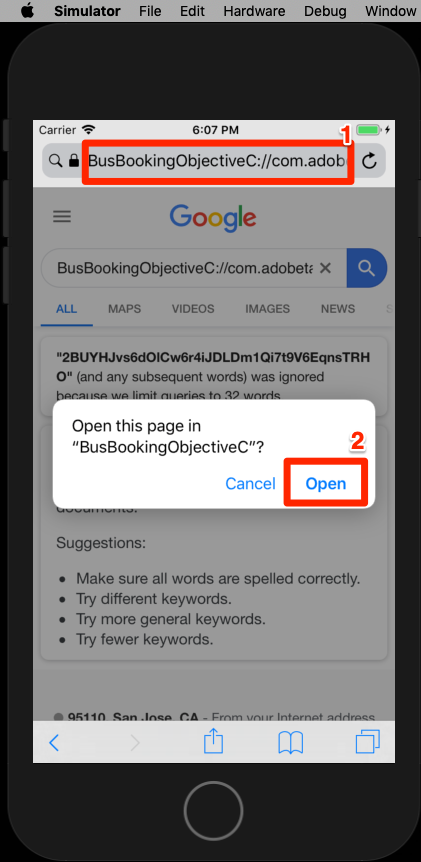 Simulator File Edit Hardware Debug Window
Carrier 6:07 PM
1
BusBookingObjectiveC://com.adob
Google
BusBookingObjectiveC://com.adobeta
ALL MAPS VIDEOS IMAGES NEWS S
"2BUYHJvs6dOICw6r4iJDLDm1Qi7t9V6EqnsTRH
O" (and any subsequent words) was ignored
because we limit queries to 32 words.
Open this page in
“BusBookingObjectiveC”?
2
Cancel Open
documents.
Suggestions:
• Make sure all words are spelled correctly.
• Try different keywords.
• Try more general keywords.
• Try fewer keywords.
95110, San Jose, CA - From your Internet address